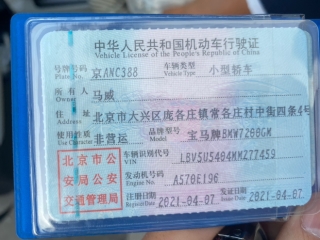 中华人民共和国机动车行驶证
Vehicle License of the People's Republic of China
号牌号码 京ANC388 车辆类型 小型轿车
Plate No. Vehicle Type
所有人 马威
Owner
住址 北京市大兴区庞各庄镇常各庄村中街四条4号
Address
使用性质 非营运 品牌型号 宝马牌BMW7200GM
Use Character Model
北京市公
安局公安
交通管理局
车辆识别代号 LBV5U5404MM277459
VIN
发动机号码 A570E196
Engine No.
注册日期 2021-04-07 发证日期 2021-04-07
Register Date Issue Date